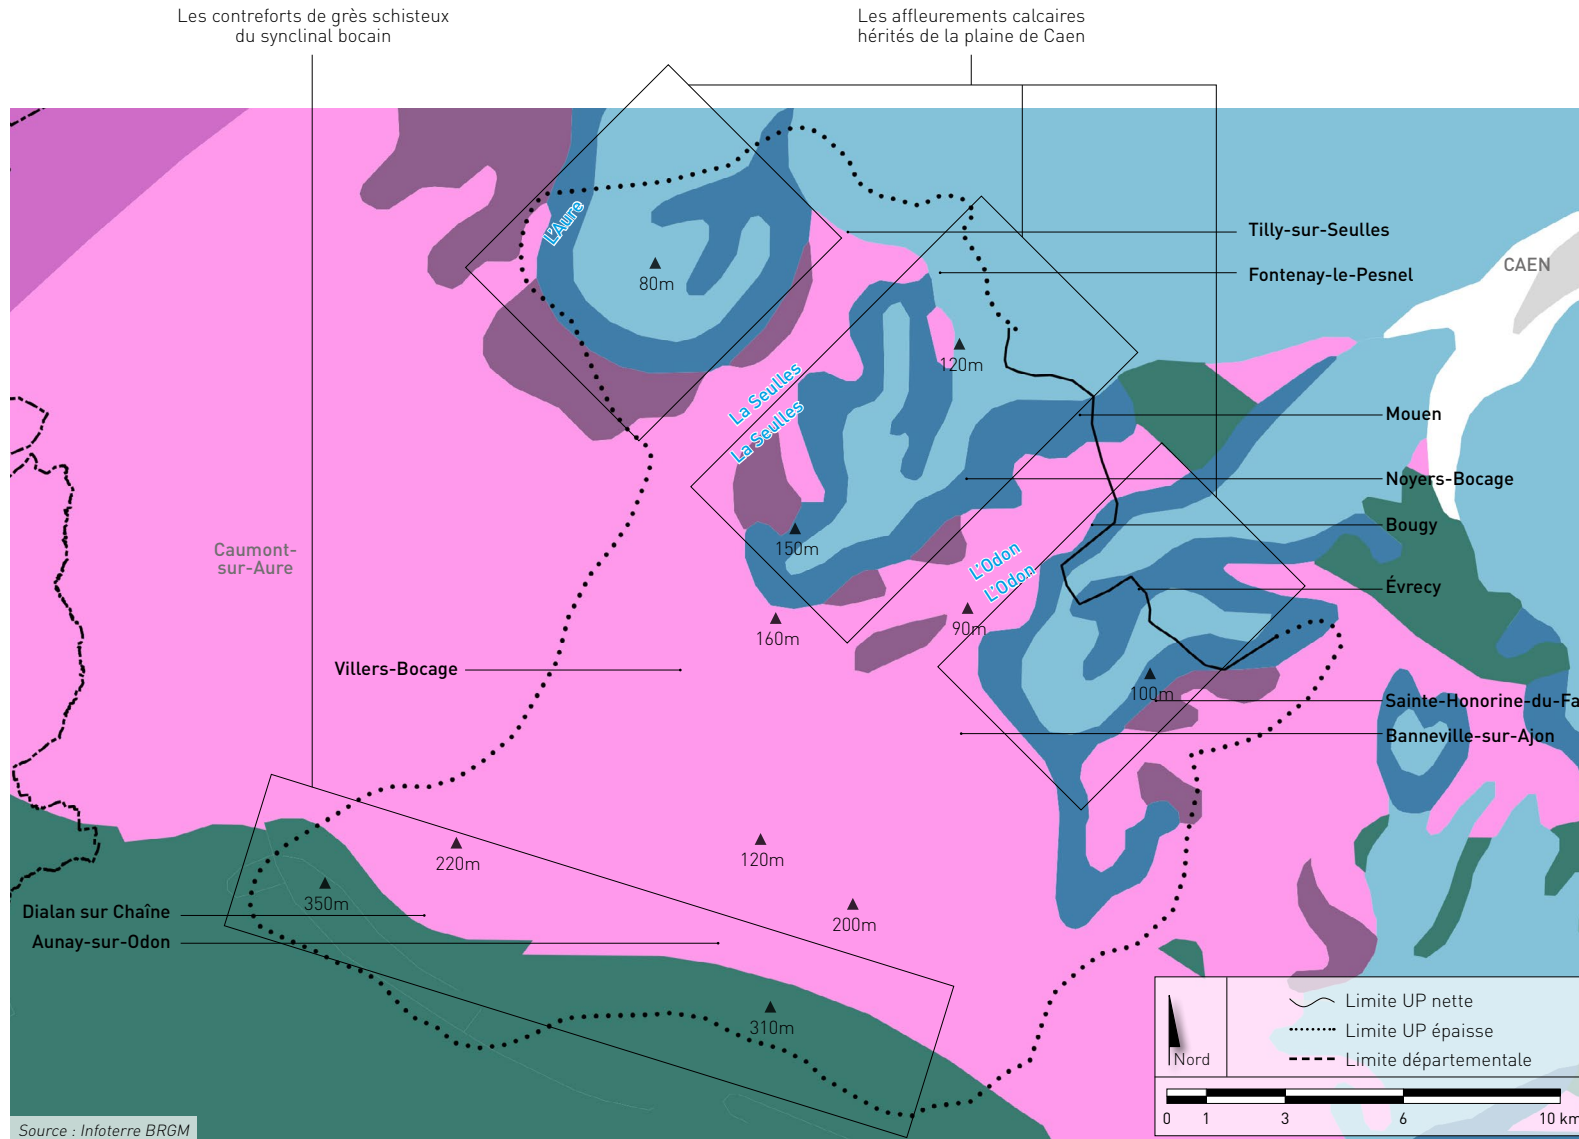 Les contreforts de grès schisteux
du synclinal bocain
Les affleurements calcaires
hérités de la plaine de Caen
L'Aure
80m
Tilly-sur-Seulles
Fontenay-le-Pesnel
CAEN
120m
La Seulles
La Seulles
Mouen
Noyers-Bocage
Bougy
150m
Caumont-
sur-Aure
L'Odon
L'Odon
Évrecy
160m
90m
Villers-Bocage
100m
Sainte-Honorine-du-Fa
Banneville-sur-Ajon
220m
120m
350m
200m
Dialan sur Chaîne
Aunay-sur-Odon
310m
Limite UP nette
Limite UP épaisse
Limite départementale
Nord
0 1 3 6 10 km
Source : Infoterre BRGM